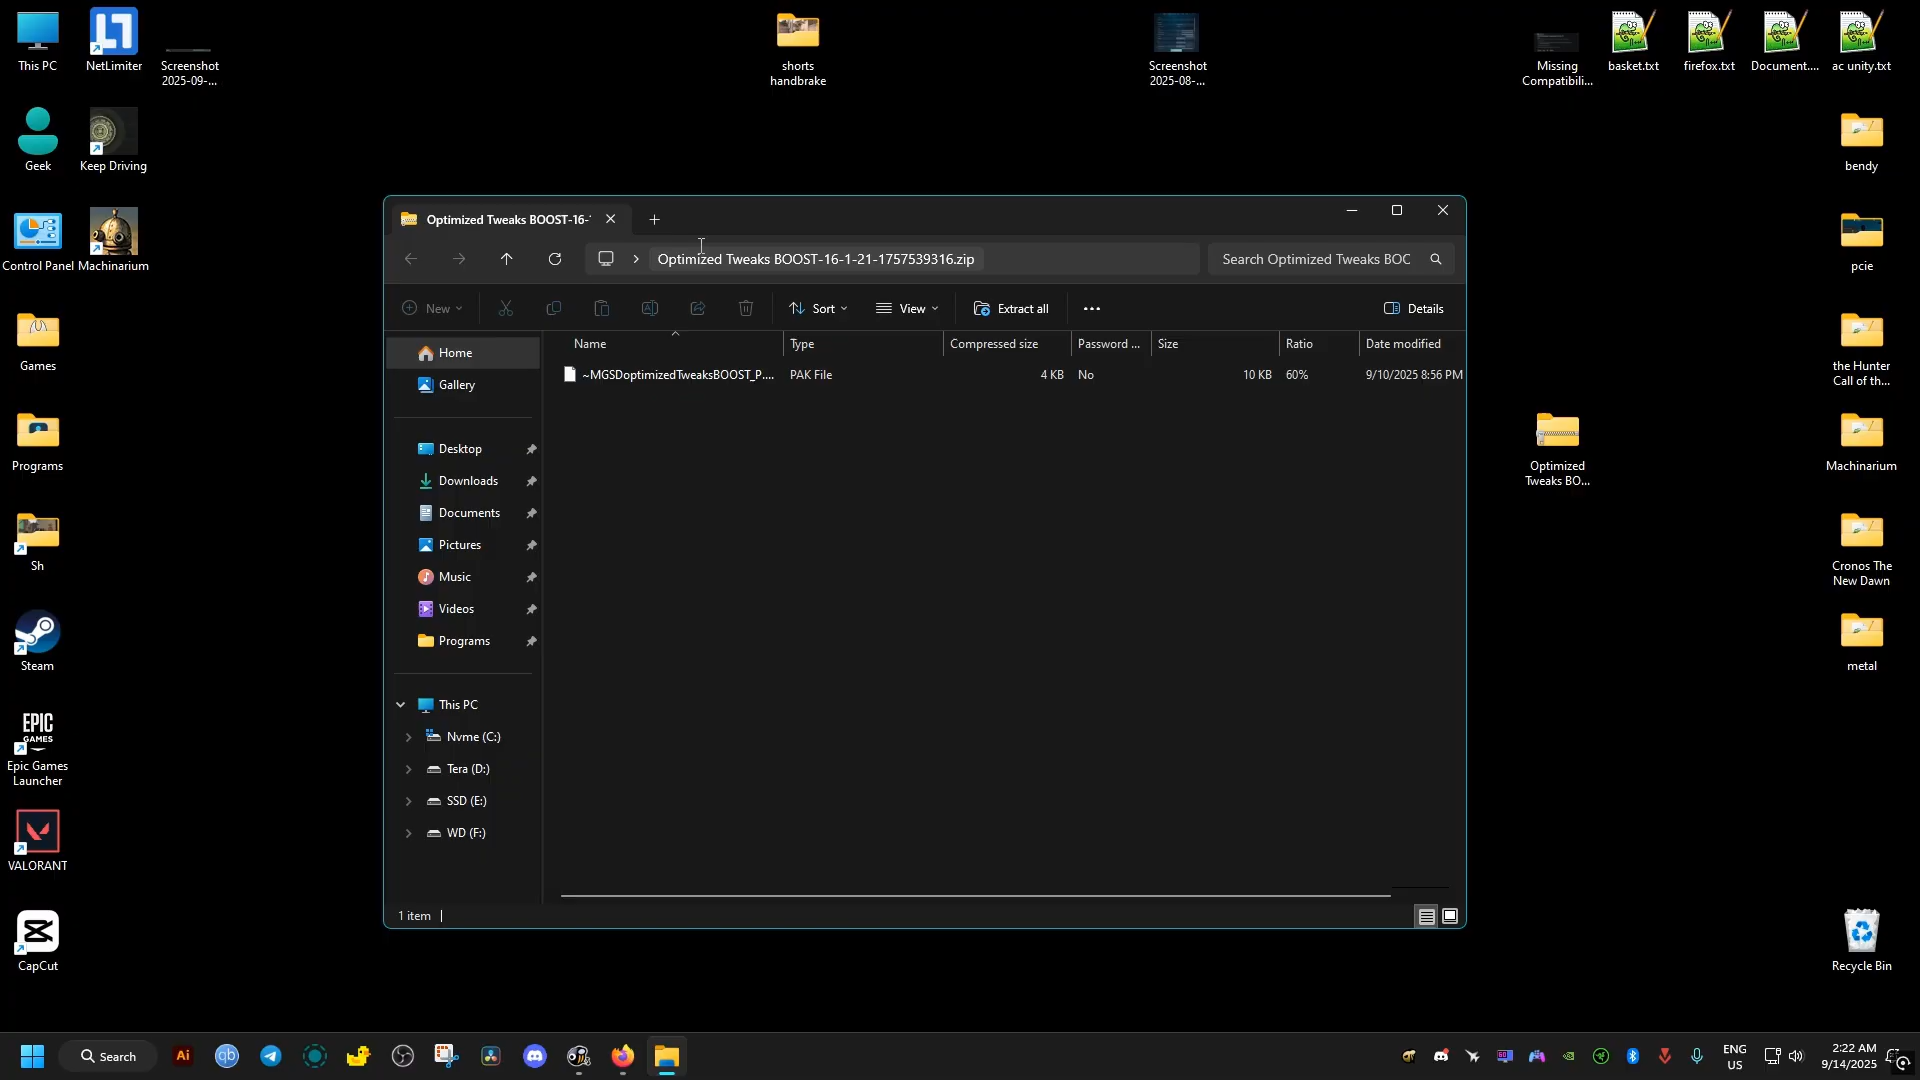 This PC
NetLimiter
Screenshot
2025-09-...
shorts
handbrake
Screenshot
2025-08-...
Missing
Compatibili...
basket.txt
firefox.txt
Document....
ac unity.txt
Geek
Keep Driving
bendy
Control Panel
Machinarium
pcie
Games
the Hunter
Call of th...
Programs
Optimized
Tweaks BO...
Machinarium
Sh
Cronos The
New Dawn
Steam
metal
EPIC
GAMES
Epic Games
Launcher
VALORANT
CapCut
Recycle Bin
Optimized Tweaks BOOST-16-
Optimized Tweaks BOOST-16-1-21-1757539316.zip
Search Optimized Tweaks BOC
New
Sort
View
Extract all
Details
Home
Gallery
Desktop
Downloads
Documents
Pictures
Music
Videos
Programs
This PC
Nvme (C:)
Tera (D:)
SSD (E:)
WD (F:)
Name
Type
Compressed size
Password ...
Size
Ratio
Date modified
~MGSDoptimizedTweaksBOOST_P....
PAK File
4 KB
No
10 KB
60%
9/10/2025 8:56 PM
1 item
Search
Ai
qb
ENG
US
2:22 AM
9/14/2025